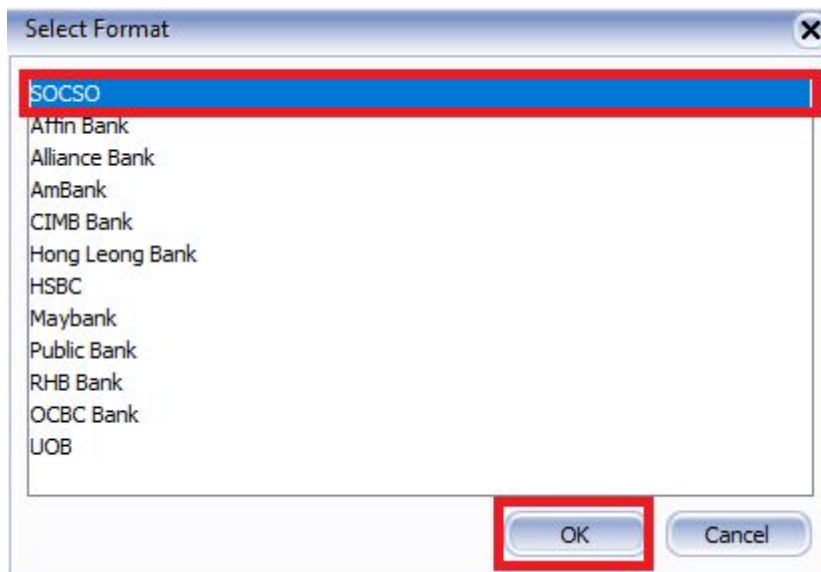 Select Format
SOCSO
Affin Bank
Alliance Bank
AmBank
CIMB Bank
Hong Leong Bank
HSBC
Maybank
Public Bank
RHB Bank
OCBC Bank
UOB
OK Cancel